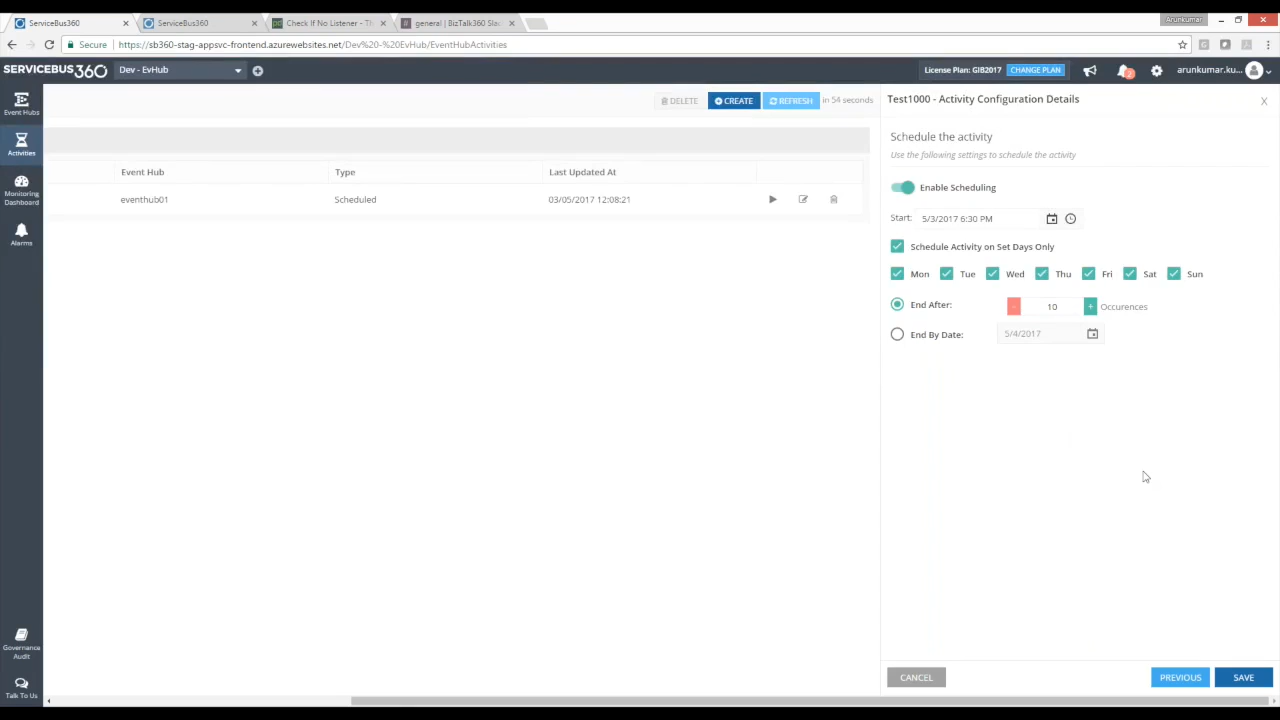 ServiceBus360
ServiceBus360
Check If No Listener - Th
general | BizTalk360 Slac
Arunkumar
Secure
https://sb360-stag-appsvc-frontend.azurewebsites.net/Dev%20-%20EvHub/EventHubActivities
SERVICEBUS360
Dev - EvHub
License Plan: GIB2017
CHANGE PLAN
2
arunkumar.ku...
Event Hubs
Activities
Monitoring
Dashboard
Alarms
Governance
Audit
Talk To Us
DELETE
CREATE
REFRESH
in 54 seconds
Event Hub
Type
Last Updated At
eventhub01
Scheduled
03/05/2017 12:08:21
Test1000 - Activity Configuration Details
X
Schedule the activity
Use the following settings to schedule the activity
Enable Scheduling
Start: 5/3/2017 6:30 PM
Schedule Activity on Set Days Only
Mon Tue Wed Thu Fri Sat Sun
End After: - 10 + Occurences
End By Date: 5/4/2017
CANCEL
PREVIOUS
SAVE